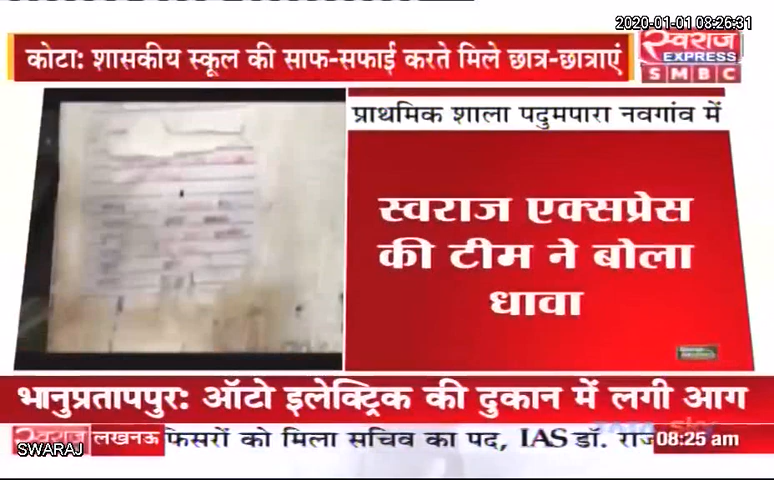 2020-01-01 08:26:31
कोटा: शासकीय स्कूल की साफ-सफाई करते मिले छात्र-छात्राएं
स्वराज
EXPRESS
SMBC
प्राथमिक शाला पदुमपारा नवगांव में
स्वराज एक्सप्रेस
की टीम ने बोला
धावा
भानुप्रतापपुर: ऑटो इलेक्ट्रिक की दुकान में लगी आग
स्वराज लखनऊ फिसरों को मिला सचिव का पद, IAS डॉ. राज 08:25 am
SWARAJ